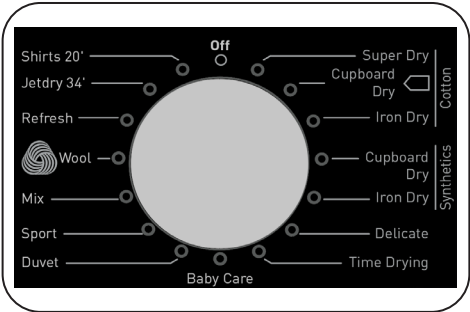 Off
Shirts 20'
Jetdry 34'
Refresh
Wool
Mix
Sport
Duvet
Baby Care
Super Dry
Cupboard
Dry
Iron Dry
Cotton
Cupboard
Dry
Iron Dry
Synthetics
Delicate
Time Drying